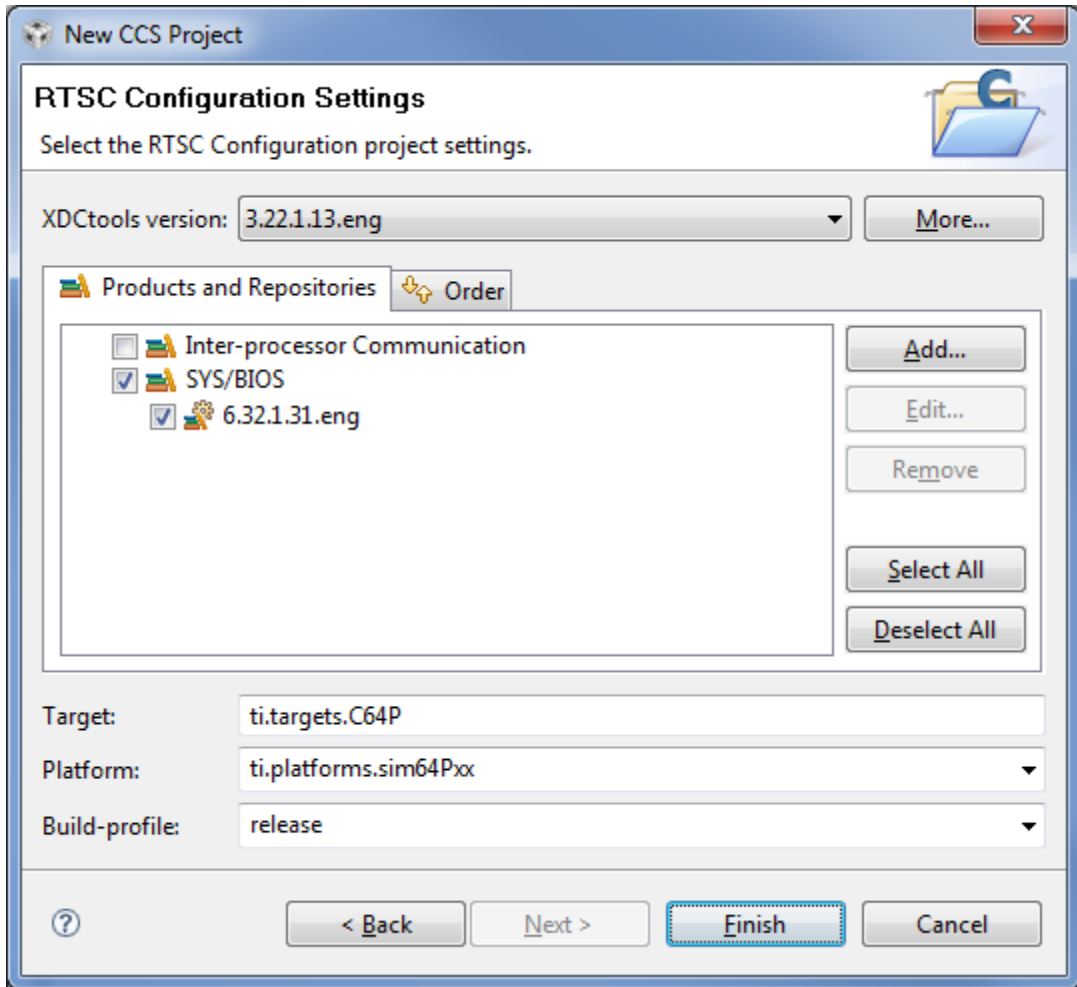 New CCS Project
RTSC Configuration Settings
Select the RTSC Configuration project settings.
XDCtools version: 3.22.1.13.eng More...
Products and Repositories Order
Inter-processor Communication Add...
SYS/BIOS
6.32.1.31.eng Edit...
Remove
Select All
Deselect All
Target: ti.targets.C64P
Platform: ti.platforms.sim64Pxx
Build-profile: release
< Back Next > Finish Cancel